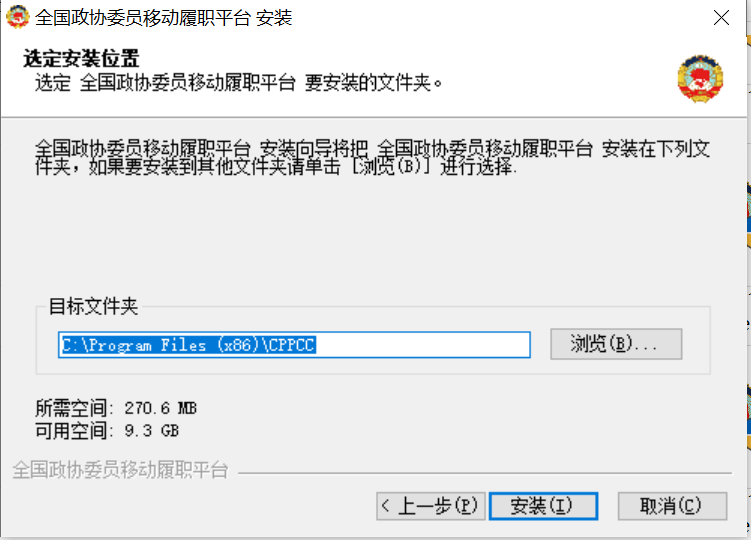 全国政协委员移动履职平台 安装
选定安装位置
选定 全国政协委员移动履职平台 要安装的文件夹。
全国政协委员移动履职平台 安装向导将把 全国政协委员移动履职平台 安装在下列文
件夹，如果要安装到其他文件夹请单击 [浏览(B)] 进行选择.
目标文件夹
C:\Program Files (x86)\CPPCC
浏览(B)...
所需空间: 270.6 MB
可用空间: 9.3 GB
全国政协委员移动履职平台
< 上一步(P)
安装(I)
取消(C)